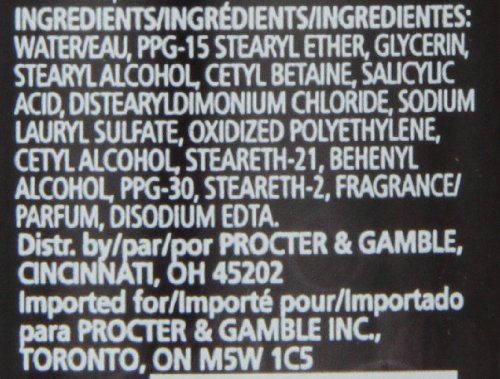 INGREDIENTS/INGRÉDIENTS/INGREDIENTES:
WATER/EAU, PPG-15 STEARYL ETHER, GLYCERIN,
STEARYL ALCOHOL, CETYL BETAINE, SALICYLIC
ACID, DISTEARYLDIMONIUM CHLORIDE, SODIUM
LAURYL SULFATE, OXIDIZED POLYETHYLENE,
CETYL ALCOHOL, STEARETH-21, BEHENYL
ALCOHOL, PPG-30, STEARETH-2, FRAGRANCE/
PARFUM, DISODIUM EDTA.
Distr. by/par/por PROCTER & GAMBLE,
CINCINNATI, OH 45202
Imported for/Importé pour/Importado
para PROCTER & GAMBLE INC.,
TORONTO, ON M5W 1C5